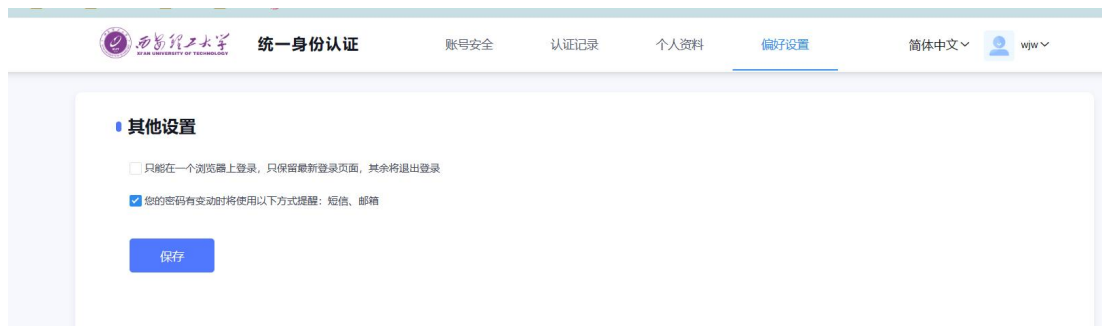 西安理工大学 统一身份认证 账号安全 认证记录 个人资料 偏好设置 简体中文 wjw
XI'AN UNIVERSITY OF TECHNOLOGY
其他设置
只能在一个浏览器上登录，只保留最新登录页面，其余将退出登录
您的密码有变动时将使用以下方式提醒：短信、邮箱
保存